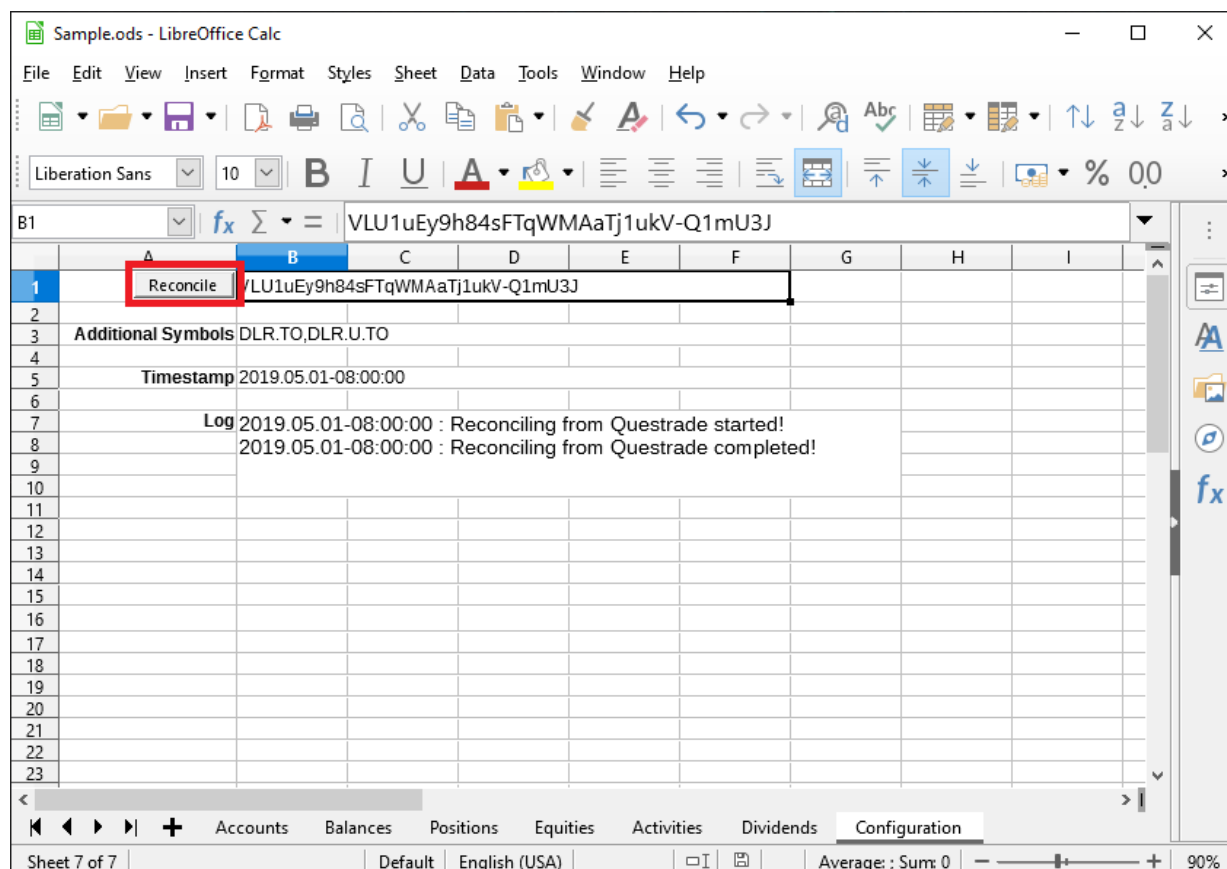 Sample.ods - LibreOffice Calc
File Edit View Insert Format Styles Sheet Data Tools Window Help
Abc a z Z a
Liberation Sans 10 B I U A % 0.0
B1 fx Σ = VLU1uEy9h84sFTqWMAaTj1ukV-Q1mU3J
A B C D E F G H I
1 Reconcile VLU1uEy9h84sFTqWMAaTj1ukV-Q1mU3J
2
3 Additional Symbols DLR.TO,DLR.U.TO
4
5 Timestamp 2019.05.01-08:00:00
6
7 Log 2019.05.01-08:00:00 : Reconciling from Questrade started!
8 2019.05.01-08:00:00 : Reconciling from Questrade completed!
9
10
11
12
13
14
15
16
17
18
19
20
21
22
23
Accounts Balances Positions Equities Activities Dividends Configuration
Sheet 7 of 7 Default English (USA) Average: ; Sum: 0 90%